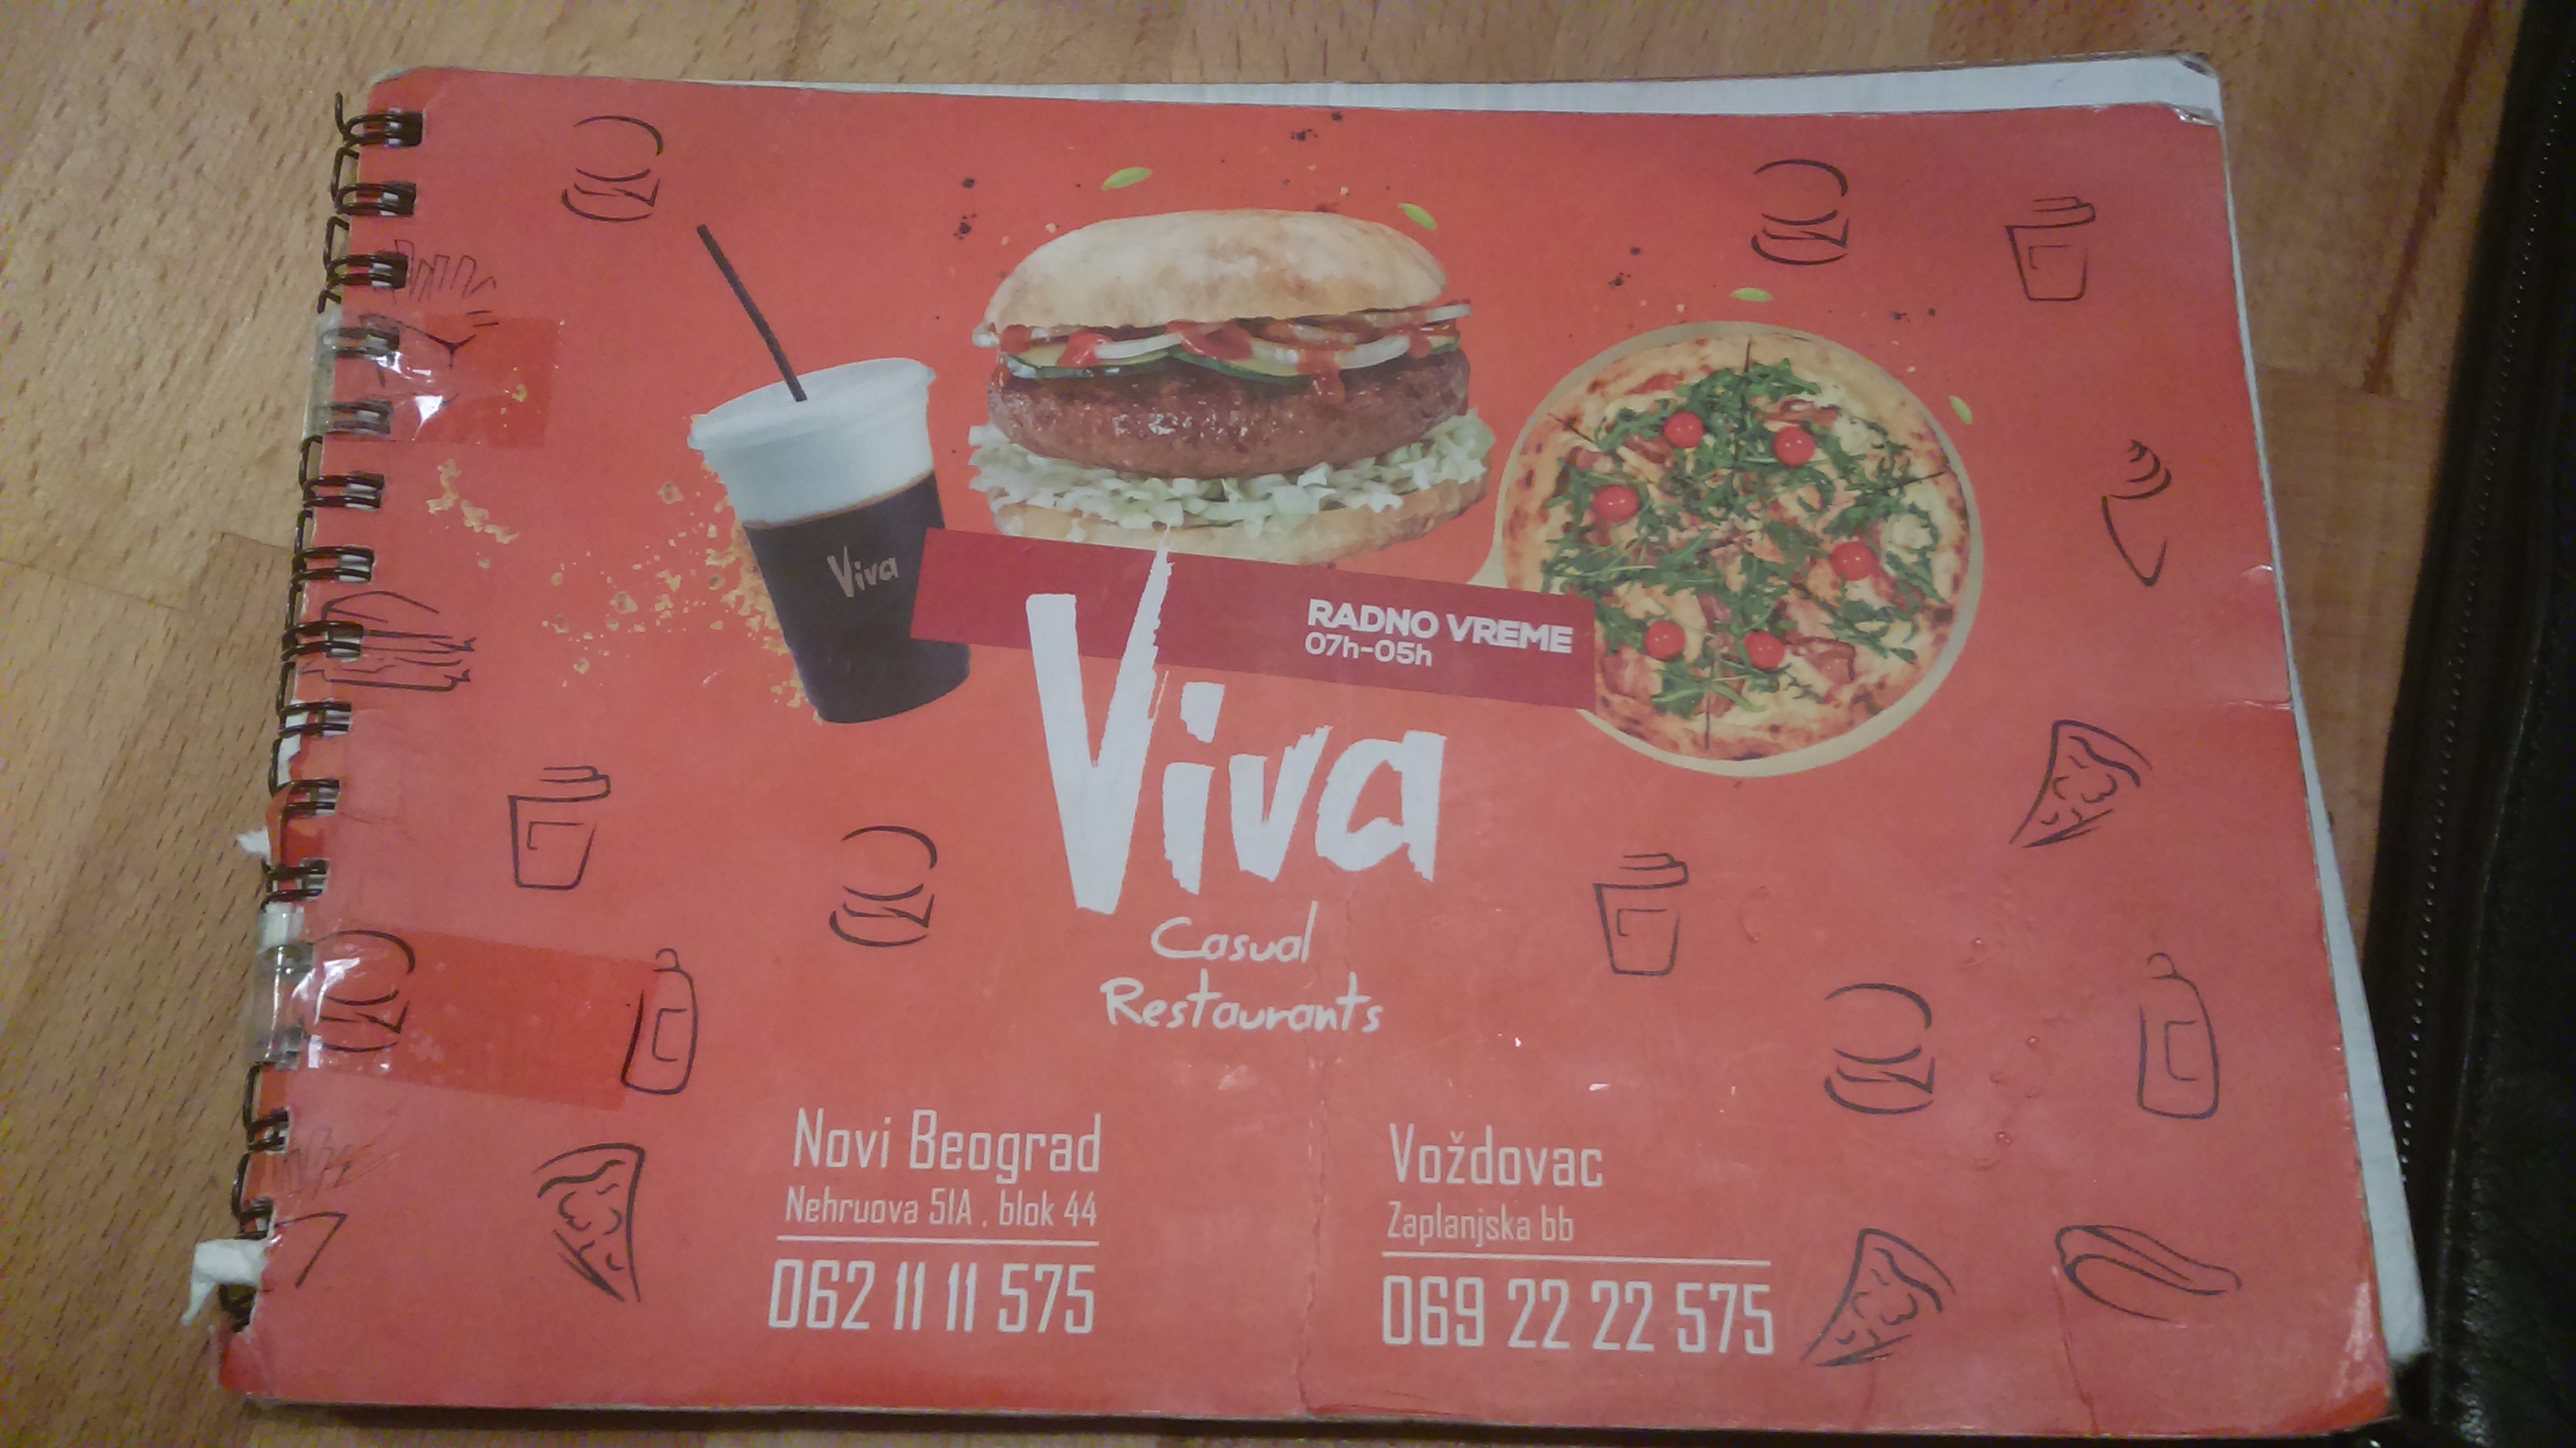 Viva
RADNO VREME
07h-05h
Viva
Casual
Restaurants
Novi Beograd
Nehruova 51A, blok 44
062 11 11 575
Voždovac
Zaplanjska bb
069 22 22 575